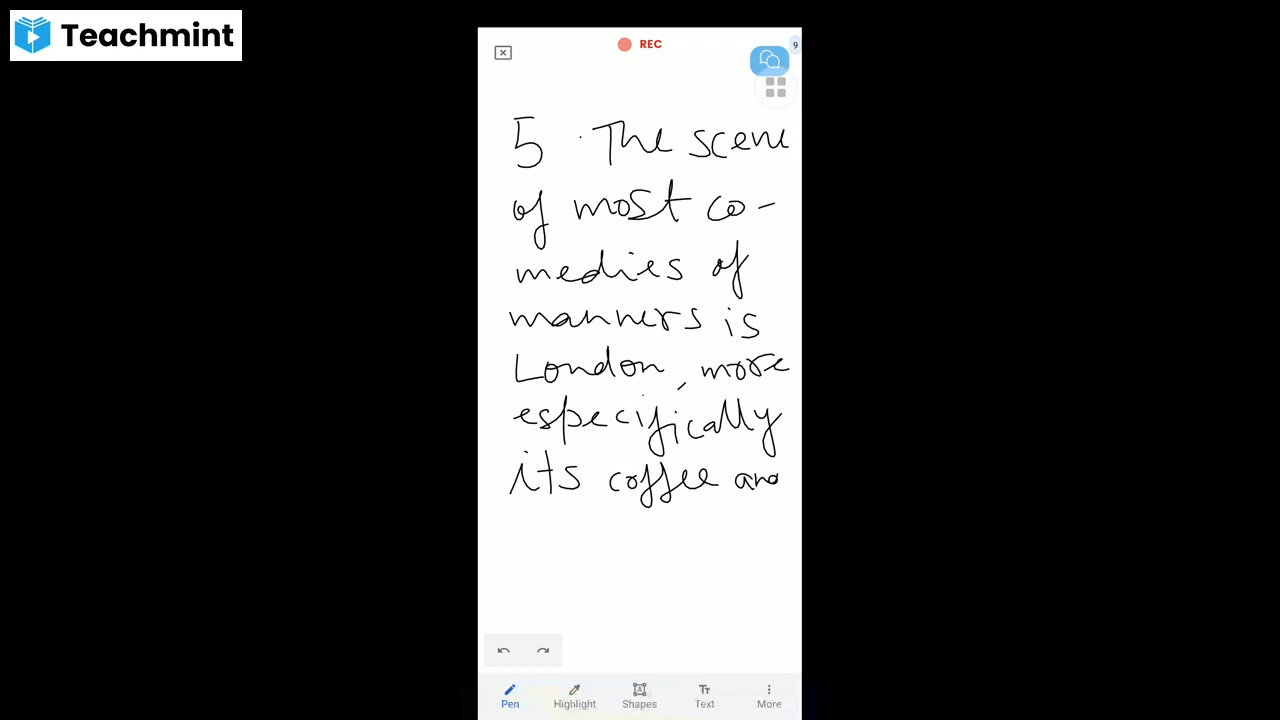 Teachmint
REC
9
5 . The scene
of most co-
medies of
manners is
London, more
especifically
its coffee and
Pen Highlight Shapes Text More